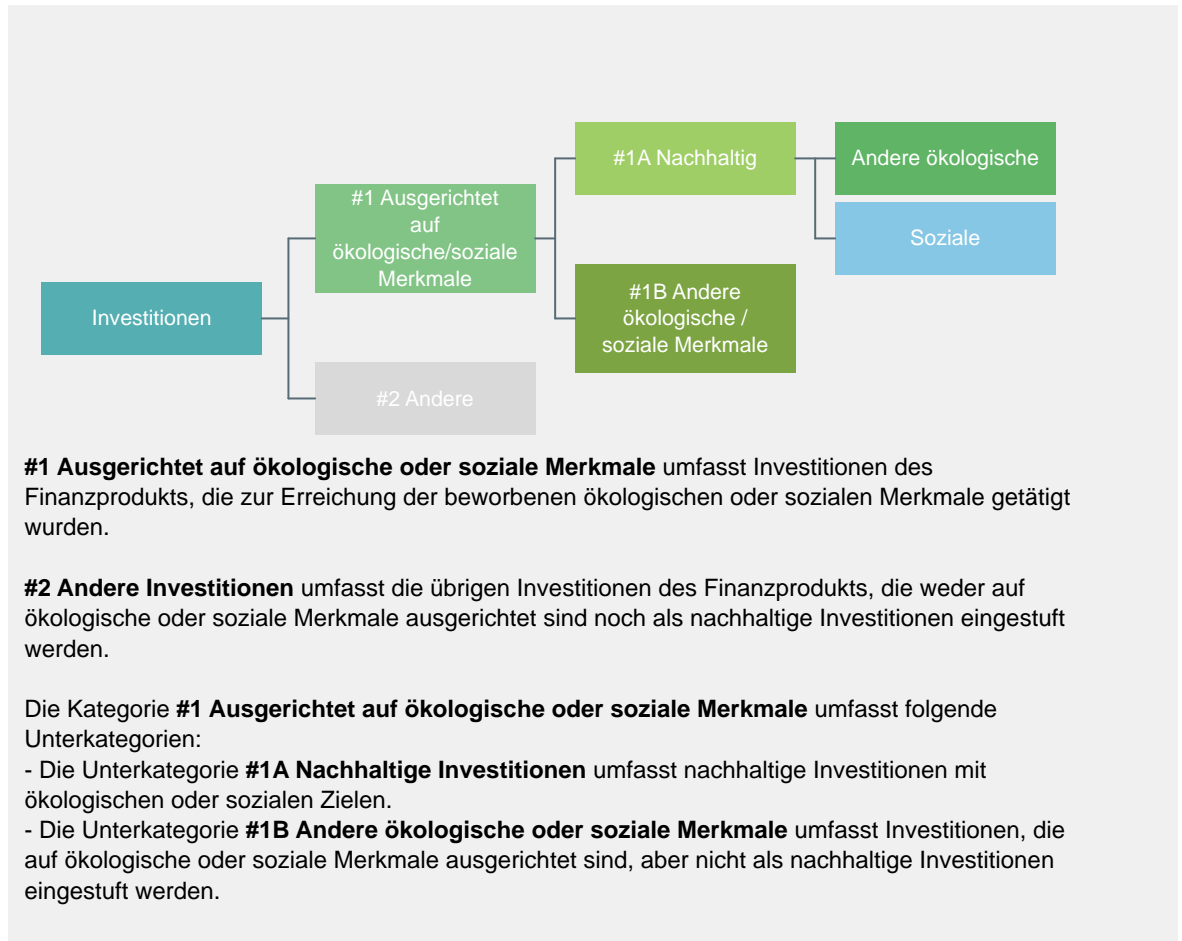 #1A Nachhaltig
Andere ökologische
#1 Ausgerichtet
auf
ökologische/soziale
Merkmale
Soziale
Investitionen
#1B Andere
ökologische /
soziale Merkmale
#2 Andere
#1 Ausgerichtet auf ökologische oder soziale Merkmale umfasst Investitionen des
Finanzprodukts, die zur Erreichung der beworbenen ökologischen oder sozialen Merkmale getätigt
wurden.
#2 Andere Investitionen umfasst die übrigen Investitionen des Finanzprodukts, die weder auf
ökologische oder soziale Merkmale ausgerichtet sind noch als nachhaltige Investitionen eingestuft
werden.
Die Kategorie #1 Ausgerichtet auf ökologische oder soziale Merkmale umfasst folgende
Unterkategorien:
- Die Unterkategorie #1A Nachhaltige Investitionen umfasst nachhaltige Investitionen mit
ökologischen oder sozialen Zielen.
- Die Unterkategorie #1B Andere ökologische oder soziale Merkmale umfasst Investitionen, die
auf ökologische oder soziale Merkmale ausgerichtet sind, aber nicht als nachhaltige Investitionen
eingestuft werden.